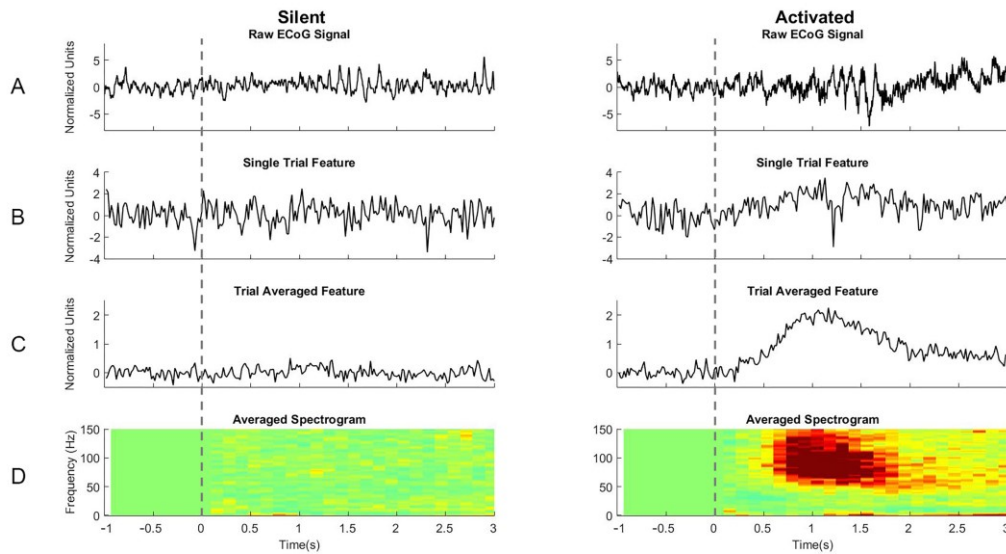 Silent
Raw ECoG Signal
A
Normalized Units
5
0
-5
Single Trial Feature
B
Normalized Units
4
2
0
-2
-4
Trial Averaged Feature
C
Normalized Units
2
1
0
Averaged Spectrogram
D
Frequency (Hz)
150
100
50
0
-1 -0.5 0 0.5 1 1.5 2 2.5 3
Time(s)
Activated
Raw ECoG Signal
5
0
-5
Single Trial Feature
4
2
0
-2
-4
Trial Averaged Feature
2
1
0
Averaged Spectrogram
150
100
50
0
-1 -0.5 0 0.5 1 1.5 2 2.5 3
Time(s)